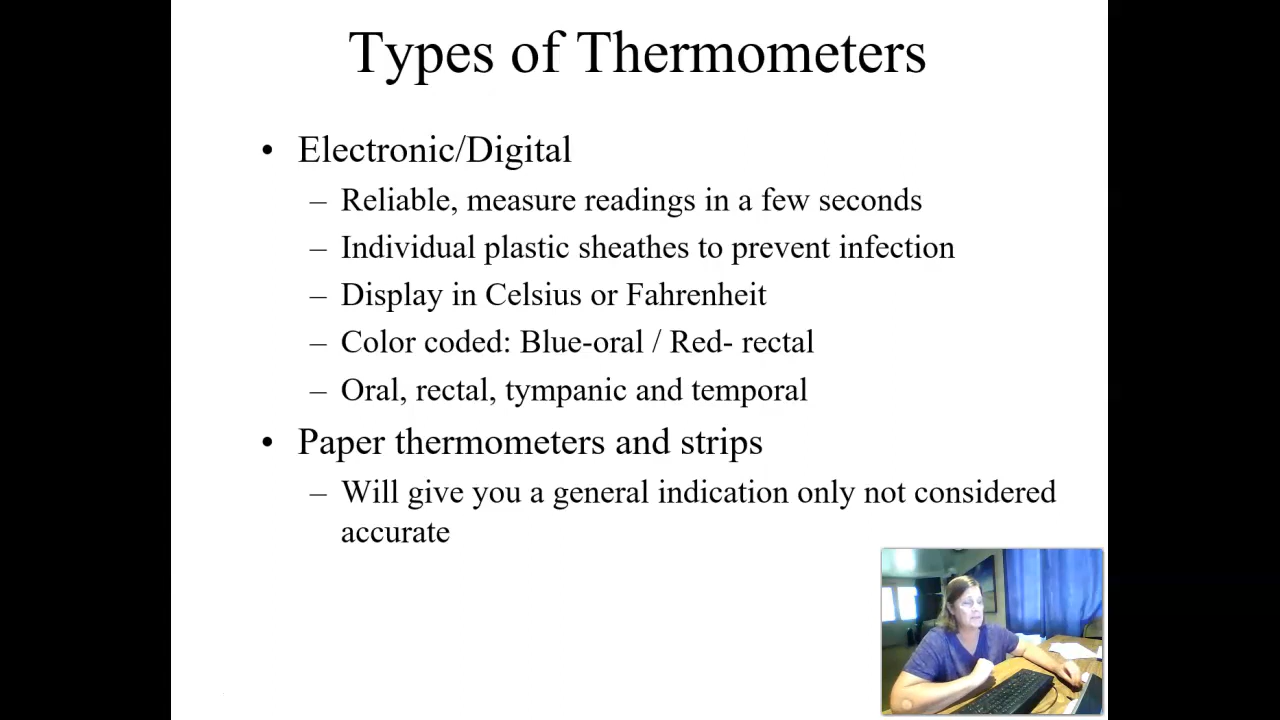 Types of Thermometers
• Electronic/Digital
– Reliable, measure readings in a few seconds
– Individual plastic sheathes to prevent infection
– Display in Celsius or Fahrenheit
– Color coded: Blue-oral / Red- rectal
– Oral, rectal, tympanic and temporal
• Paper thermometers and strips
– Will give you a general indication only not considered
accurate